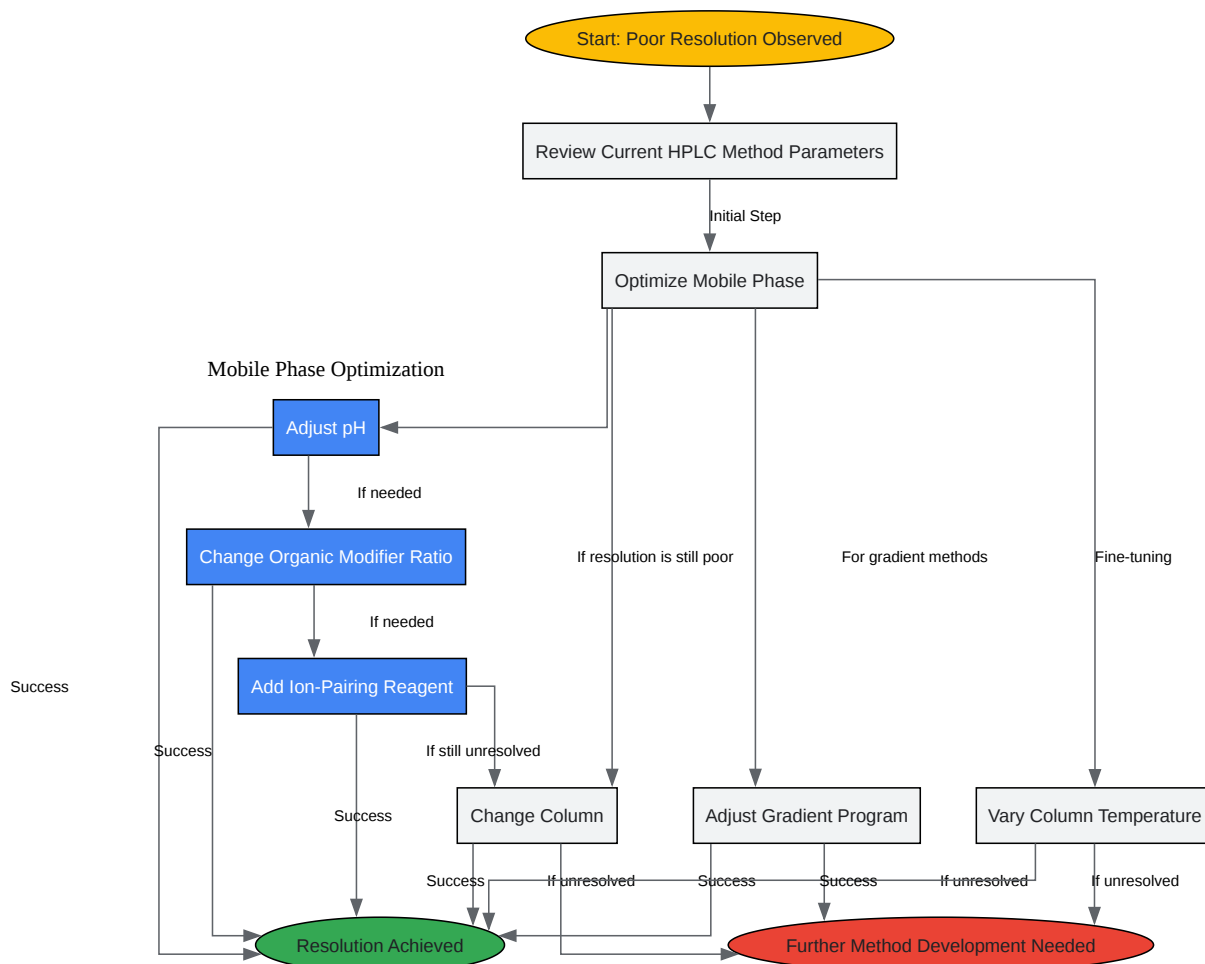 Start: Poor Resolution Observed
Review Current HPLC Method Parameters
Initial Step
Optimize Mobile Phase
Mobile Phase Optimization
Adjust pH
If needed
Change Organic Modifier Ratio
If resolution is still poor
For gradient methods
Fine-tuning
If needed
Add Ion-Pairing Reagent
Success
Success
If still unresolved
Success
Change Column
Adjust Gradient Program
Vary Column Temperature
Success
If unresolved
Success
Success
If unresolved
If unresolved
Resolution Achieved
Further Method Development Needed